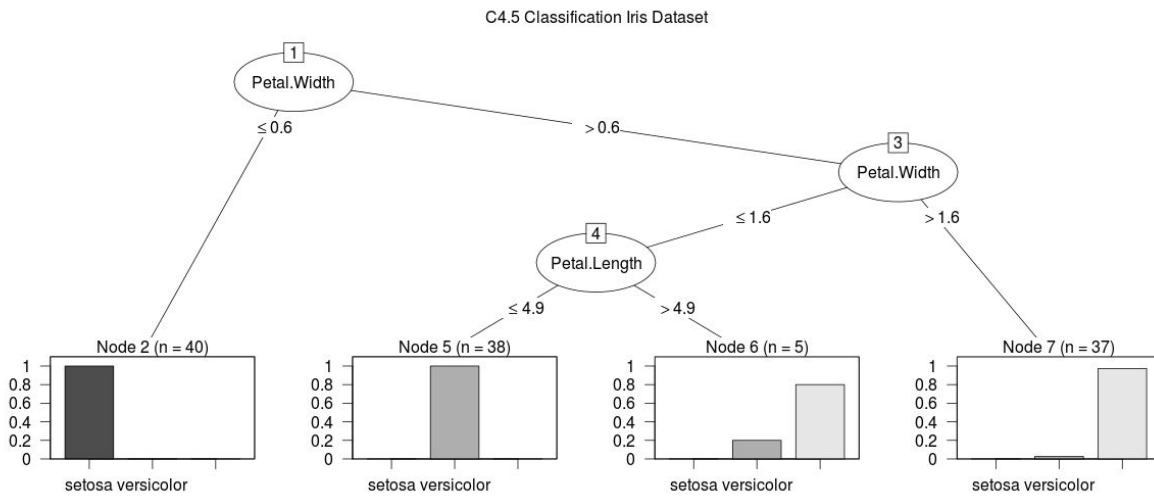 C4.5 Classification Iris Dataset
1
Petal.Width
≤ 0.6
> 0.6
3
Petal.Width
≤ 1.6
> 1.6
4
Petal.Length
≤ 4.9
> 4.9
Node 2 (n = 40)
1
0.8
0.6
0.4
0.2
0
setosa versicolor
Node 5 (n = 38)
1
0.8
0.6
0.4
0.2
0
setosa versicolor
Node 6 (n = 5)
1
0.8
0.6
0.4
0.2
0
setosa versicolor
Node 7 (n = 37)
1
0.8
0.6
0.4
0.2
0
setosa versicolor